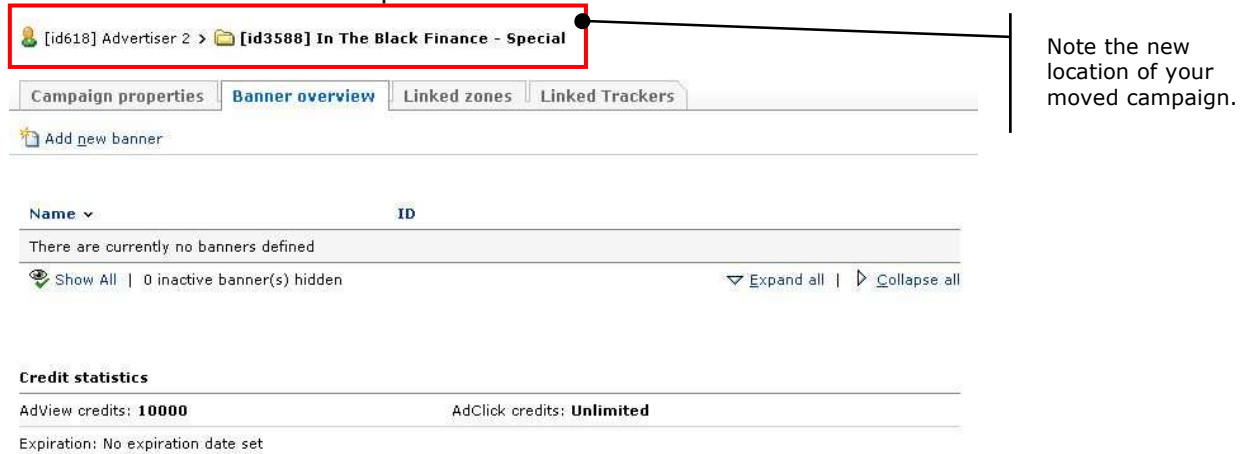 [id618] Advertiser 2 > [id3588] In The Black Finance - Special
Note the new
location of your
moved campaign.
Campaign properties Banner overview Linked zones Linked Trackers
Add new banner
Name ID
There are currently no banners defined
Show All | 0 inactive banner(s) hidden Expand all | Collapse all
Credit statistics
AdView credits: 10000 AdClick credits: Unlimited
Expiration: No expiration date set